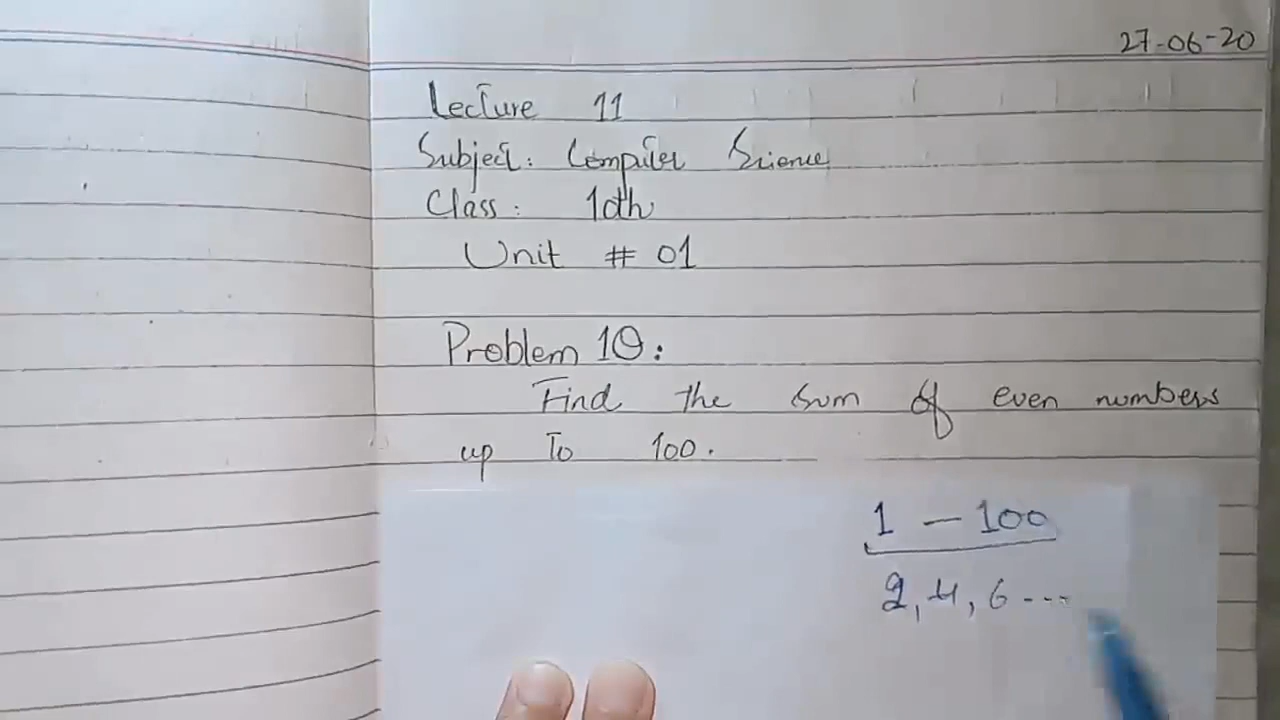 27-06-20
Lecture 11
Subject: Computer Science
Class: 10th
Unit # 01
Problem 10:
Find the sum of even numbers
up to 100.
1 - 100
2, 4, 6 ---